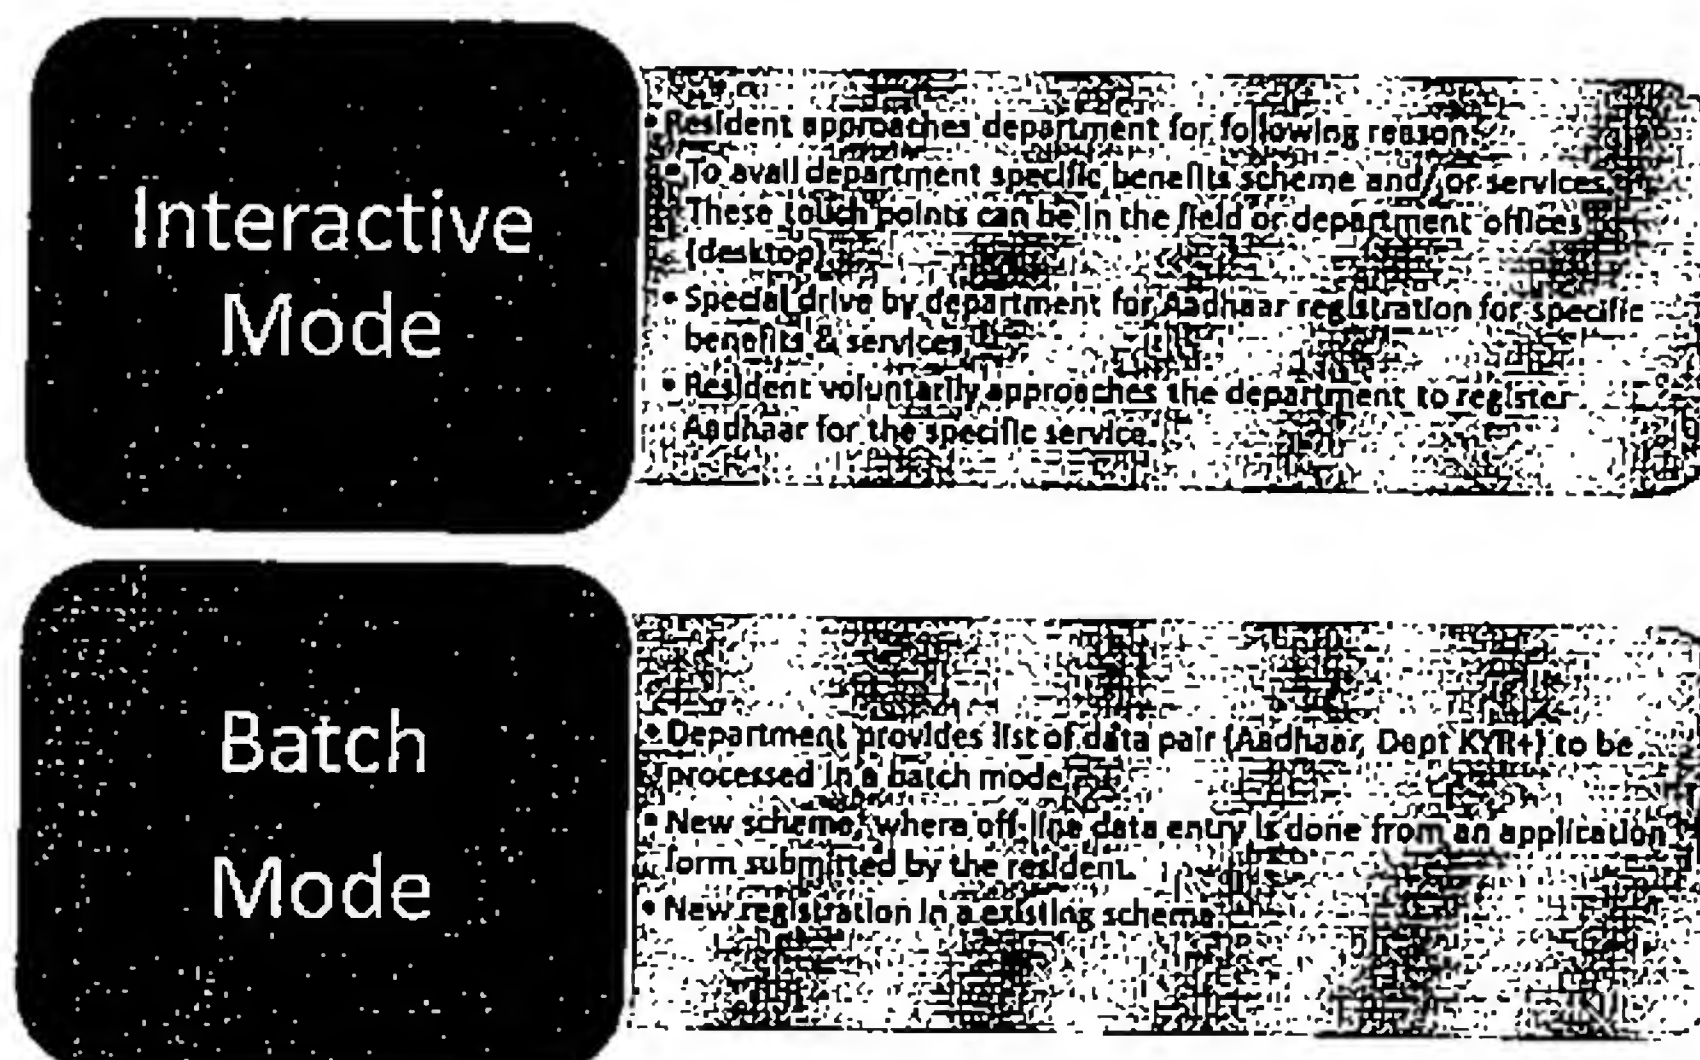 Interactive
Mode
• Resident approaches department for following reason
• To avail department specific benefits scheme and/or services.
These touch points can be in the field or department offices
(desktop)
• Special drive by department for Aadhaar registration for specific
benefits & services
• Resident voluntarily approaches the department to register
Aadhaar for the specific service.
Batch
Mode
• Department provides list of data pair (Aadhaar, Dept KYR+) to be
processed in a batch mode
• New scheme, where off-line data entry is done from an application
form submitted by the resident.
• New registration in a existing scheme